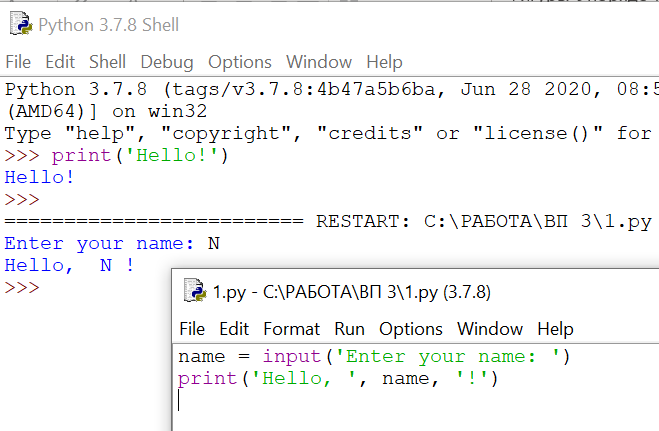 Python 3.7.8 Shell
File Edit Shell Debug Options Window Help
Python 3.7.8 (tags/v3.7.8:4b47a5b6ba, Jun 28 2020, 08:5
(AMD64)] on win32
Type "help", "copyright", "credits" or "license()" for
>>> print('Hello!')
Hello!
>>>
========================= RESTART: C:\РАБОТА\ВП 3\1.py
Enter your name: N
Hello,  N !
>>>
1.py - C:\РАБОТА\ВП 3\1.py (3.7.8)
File Edit Format Run Options Window Help
name = input('Enter your name: ')
print('Hello, ', name, '!')